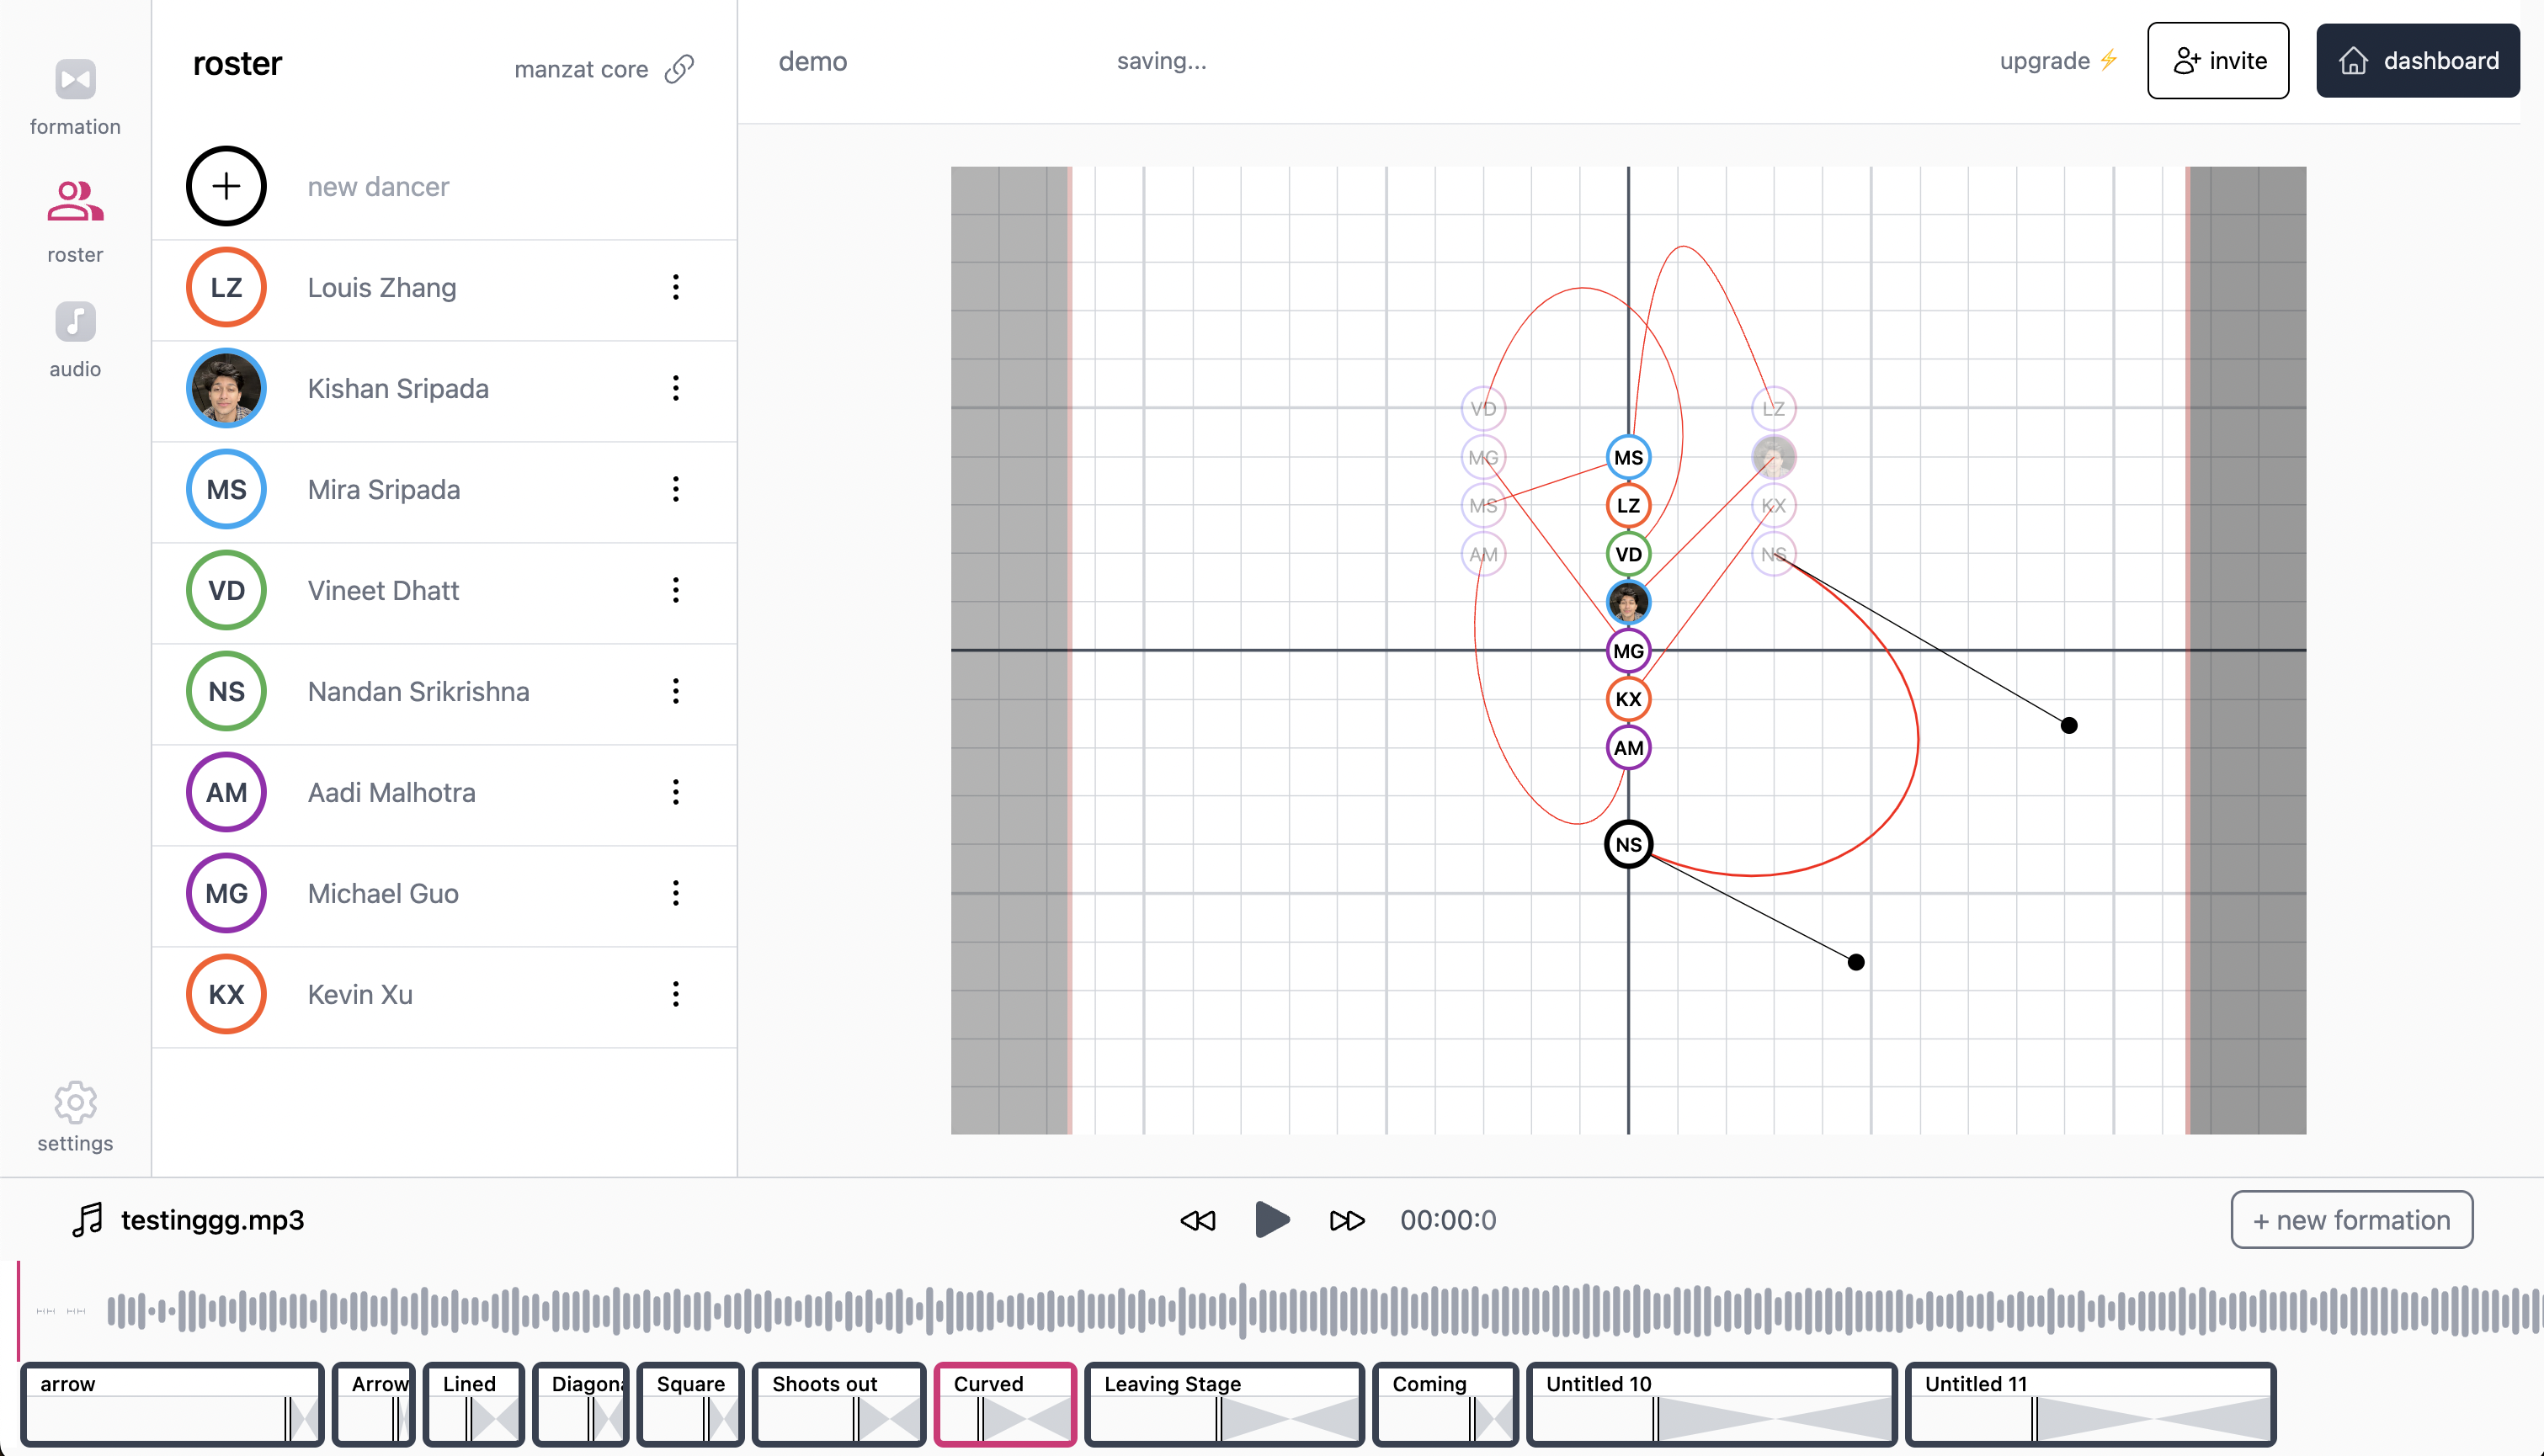 formation
roster
audio
settings
roster
manzat core
new dancer
LZ Louis Zhang
Kishan Sripada
MS Mira Sripada
VD Vineet Dhatt
NS Nandan Srikrishna
AM Aadi Malhotra
MG Michael Guo
KX Kevin Xu
demo
saving...
upgrade
invite
dashboard
VD
LZ
MG
MS
MS
LZ
KX
AM
VD
NS
MG
KX
AM
NS
testinggg.mp3
00:00:0
+ new formation
arrow
Arrow
Lined
Diagona
Square
Shoots out
Curved
Leaving Stage
Coming
Untitled 10
Untitled 11